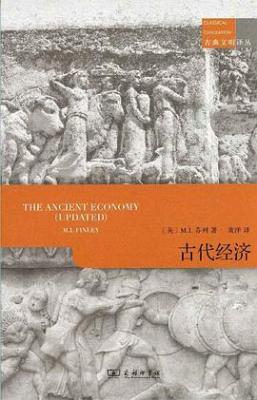 CLASSICAL
CIVILIZATION
古典文明译丛
THE ANCIENT ECONOMY
(UPDATED)
M.I. FINLEY
〔英〕M.I. 芬利 著 黄洋 译
古代经济
商务印书馆